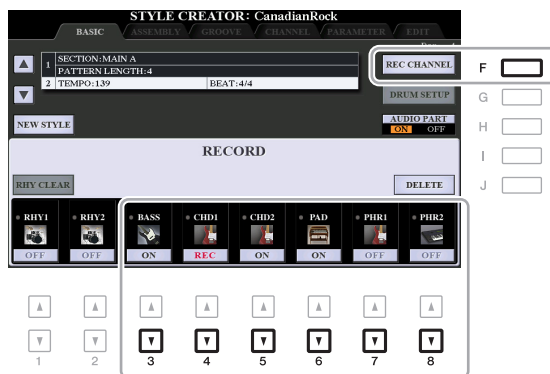 STYLE CREATOR: CanadianRock
BASIC ASSEMBLY GROOVE CHANNEL PARAMETER EDIT
1 SECTION:MAIN A
PATTERN LENGTH:4
2 TEMPO:139 BEAT:4/4
REC CHANNEL
F
DRUM SETUP
G
NEW STYLE
AUDIO PART
ON OFF
H
RECORD
I
RHY CLEAR
DELETE
J
RHY1 RHY2 BASS CHD1 CHD2 PAD PHR1 PHR2
OFF OFF ON REC ON ON OFF OFF
1 2 3 4 5 6 7 8